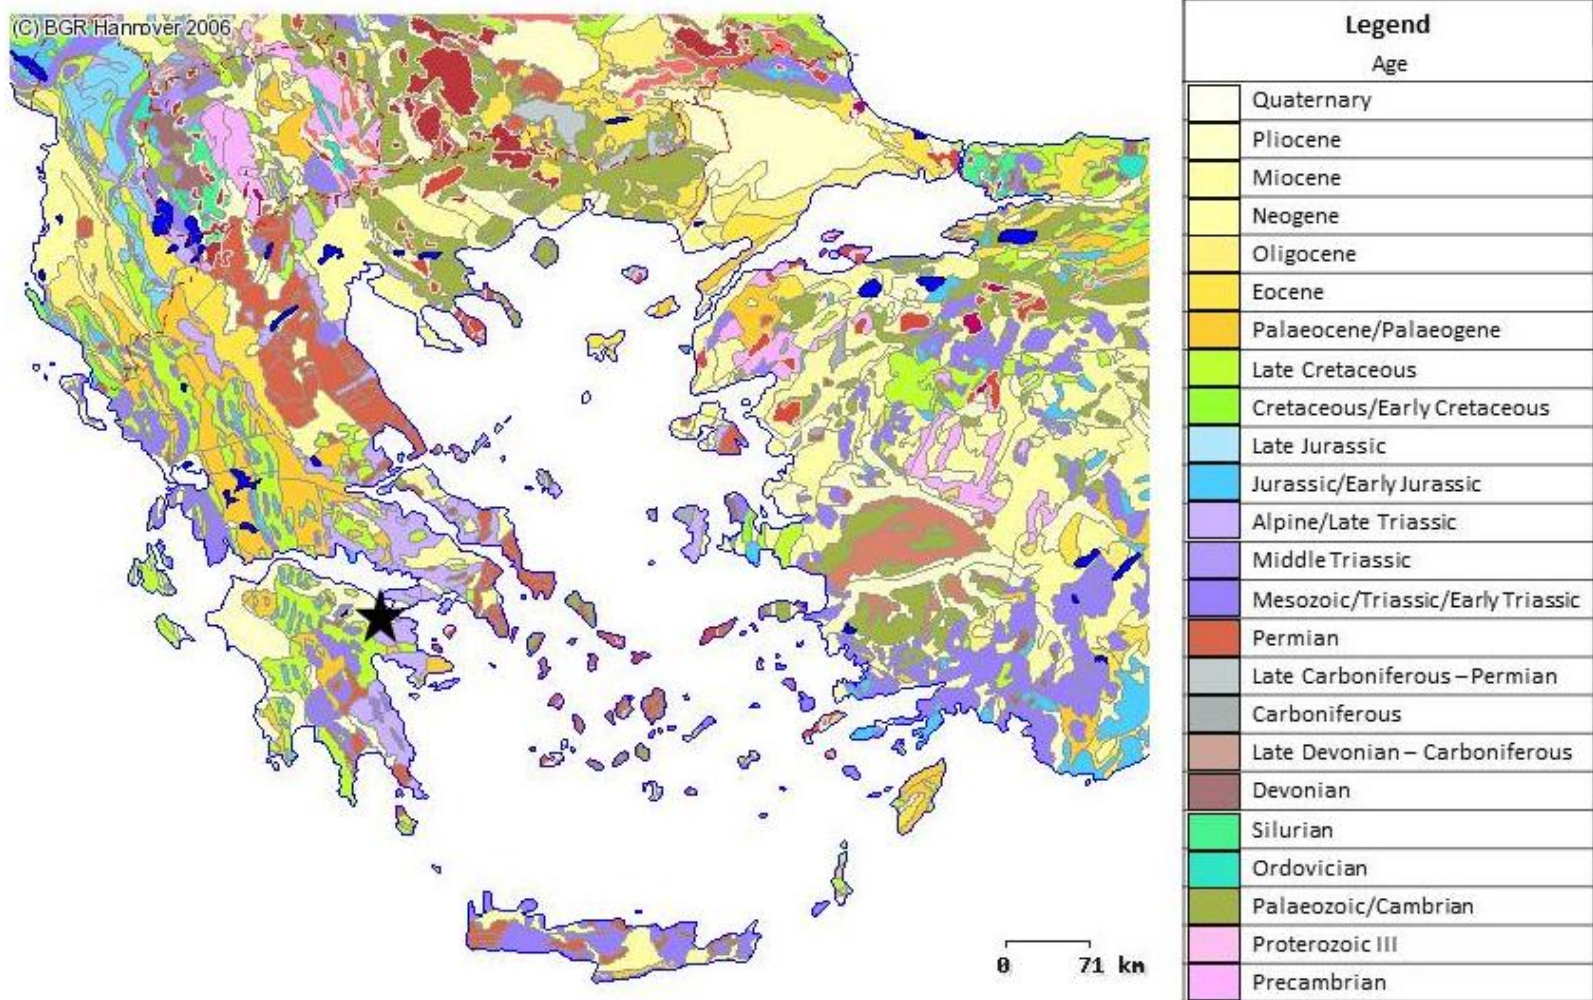 (C) BGR Hannover 2006
Legend
Age
Quaternary
Pliocene
Miocene
Neogene
Oligocene
Eocene
Palaeocene/Palaeogene
Late Cretaceous
Cretaceous/Early Cretaceous
Late Jurassic
Jurassic/Early Jurassic
Alpine/Late Triassic
Middle Triassic
Mesozoic/Triassic/Early Triassic
Permian
Late Carboniferous – Permian
Carboniferous
Late Devonian – Carboniferous
Devonian
Silurian
Ordovician
Palaeozoic/Cambrian
Proterozoic III
Precambrian
0 71 km